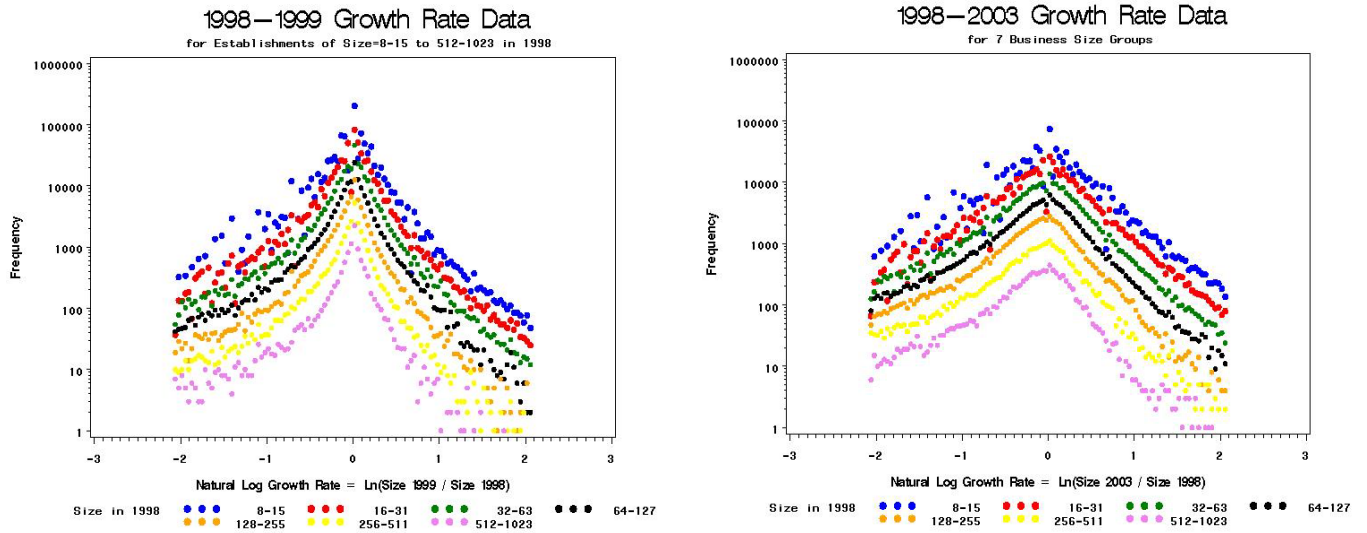 1998—1999 Growth Rate Data
for Establishments of Size=8-15 to 512-1023 in 1998
1000000
100000
10000
1000
100
10
1
Frequency
-3 -2 -1 0 1 2 3
Natural Log Growth Rate = Ln(Size 1999 / Size 1998)
Size in 1998 8-15 16-31 32-63 64-127
128-255 256-511 512-1023
1998—2003 Growth Rate Data
for 7 Business Size Groups
1000000
100000
10000
1000
100
10
1
Frequency
-3 -2 -1 0 1 2 3
Natural Log Growth Rate = Ln(Size 2003 / Size 1998)
Size in 1998 8-15 16-31 32-63 64-127
128-255 256-511 512-1023